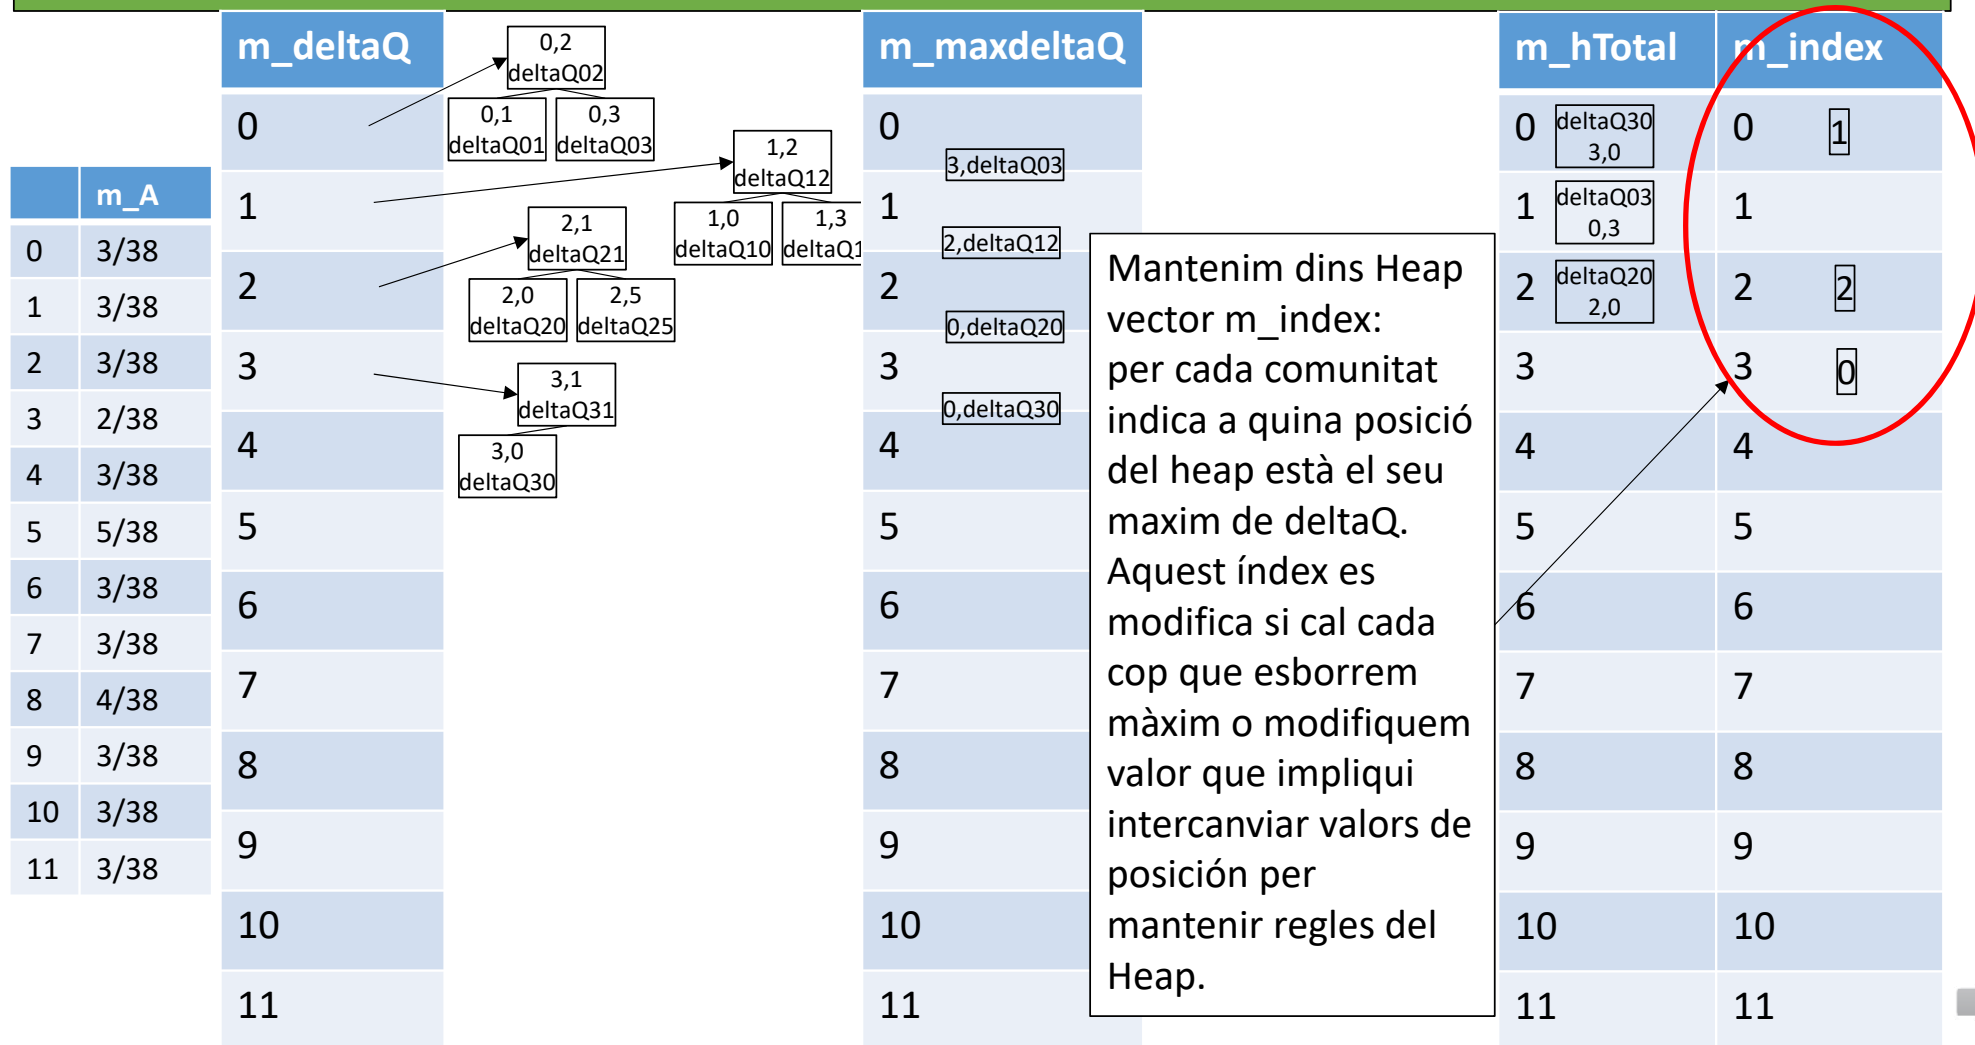 m_A
0 3/38
1 3/38
2 3/38
3 2/38
4 3/38
5 5/38
6 3/38
7 3/38
8 4/38
9 3/38
10 3/38
11 3/38
m_deltaQ
0
1
2
3
4
5
6
7
8
9
10
11
0,2
deltaQ02
0,1
deltaQ01
0,3
deltaQ03
1,2
deltaQ12
1,0
deltaQ10
1,3
deltaQ1
2,1
deltaQ21
2,0
deltaQ20
2,5
deltaQ25
3,1
deltaQ31
3,0
deltaQ30
m_maxdeltaQ
0
3,deltaQ03
1
2,deltaQ12
2
0,deltaQ20
3
0,deltaQ30
4
5
6
7
8
9
10
11
Mantenim dins Heap
vector m_index:
per cada comunitat
indica a quina posició
del heap està el seu
maxim de deltaQ.
Aquest índex es
modifica si cal cada
cop que esborrem
màxim o modifiquem
valor que impliqui
intercanviar valors de
posición per
mantenir regles del
Heap.
m_hTotal
0
deltaQ30
3,0
1
deltaQ03
0,3
2
deltaQ20
2,0
3
4
5
6
7
8
9
10
11
m_index
0 1
1
2 2
3 0
4
5
6
7
8
9
10
11